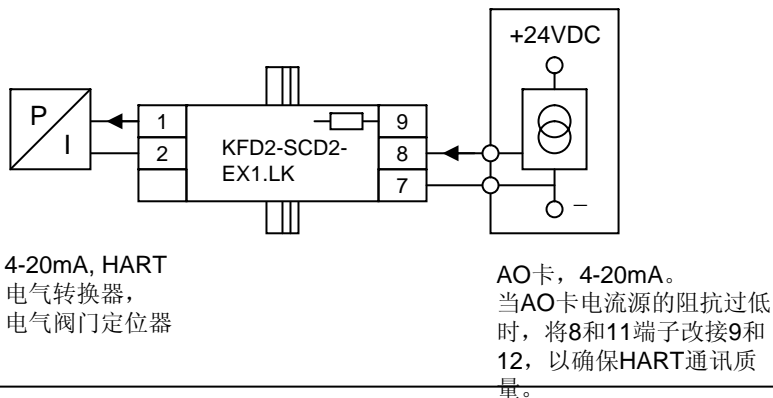 +24VDC
P
I
1
2
KFD2-SCD2-
EX1.LK
9
8
7
4-20mA, HART
电气转换器，
电气阀门定位器
AO卡，4-20mA。
当AO卡电流源的阻抗过低
时，将8和11端子改接9和
12，以确保HART通讯质
量。